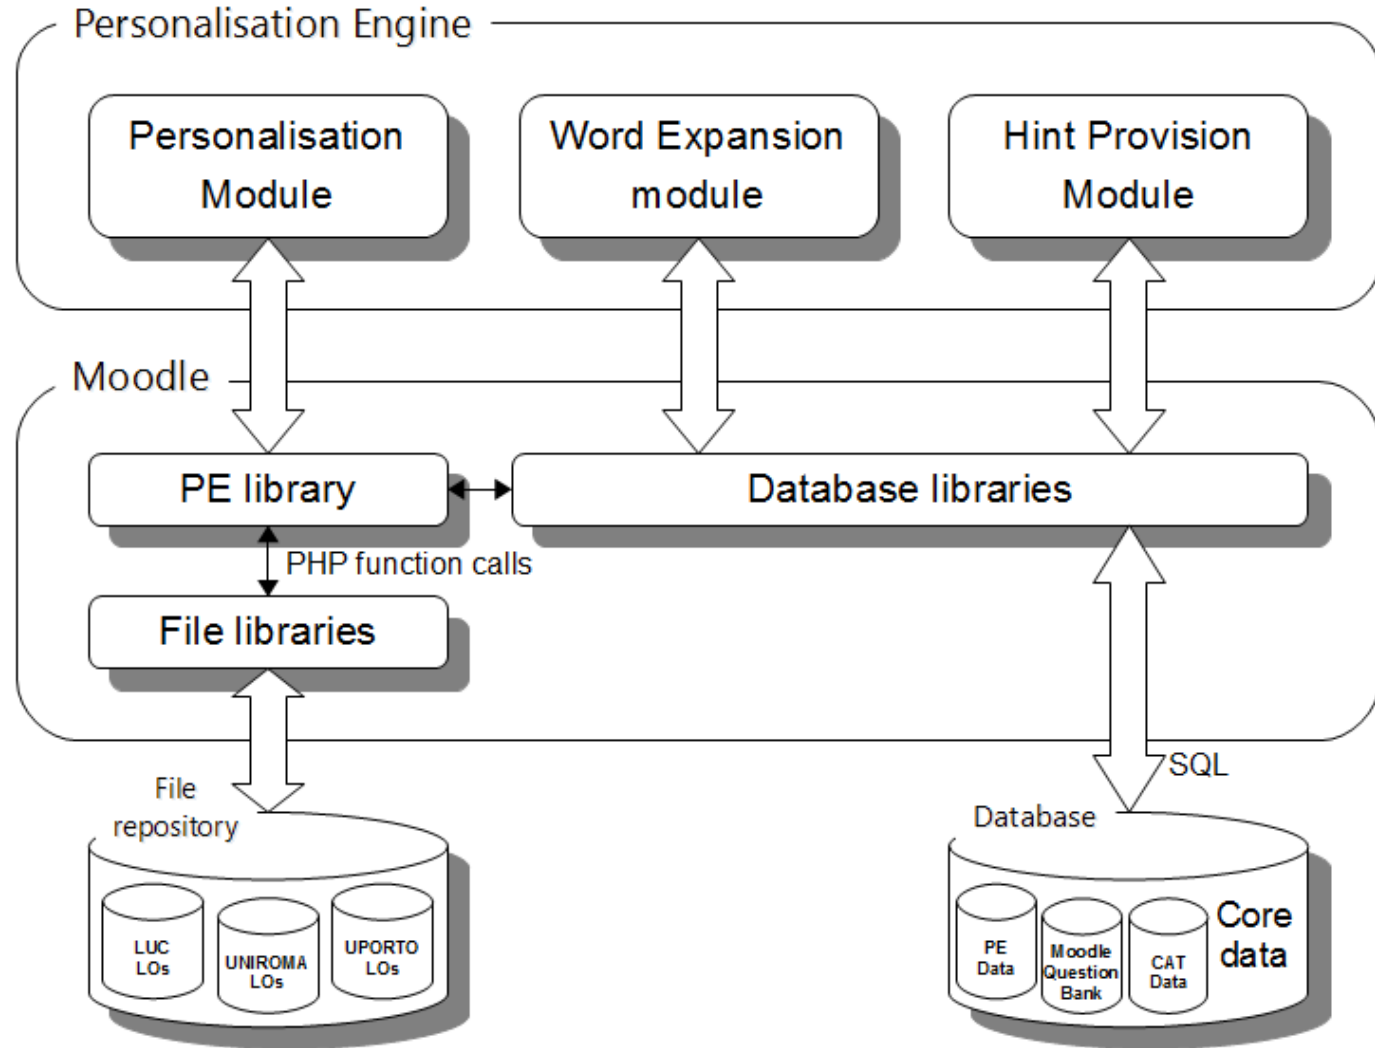 Personalisation Engine
Personalisation
Module
Word Expansion
module
Hint Provision
Module
Moodle
PE library
Database libraries
PHP function calls
File libraries
SQL
File
repository
Database
LUC
LOs
UNIROMA
LOs
UPORTO
LOs
PE
Data
Moodle
Question
Bank
CAT
Data
Core
data